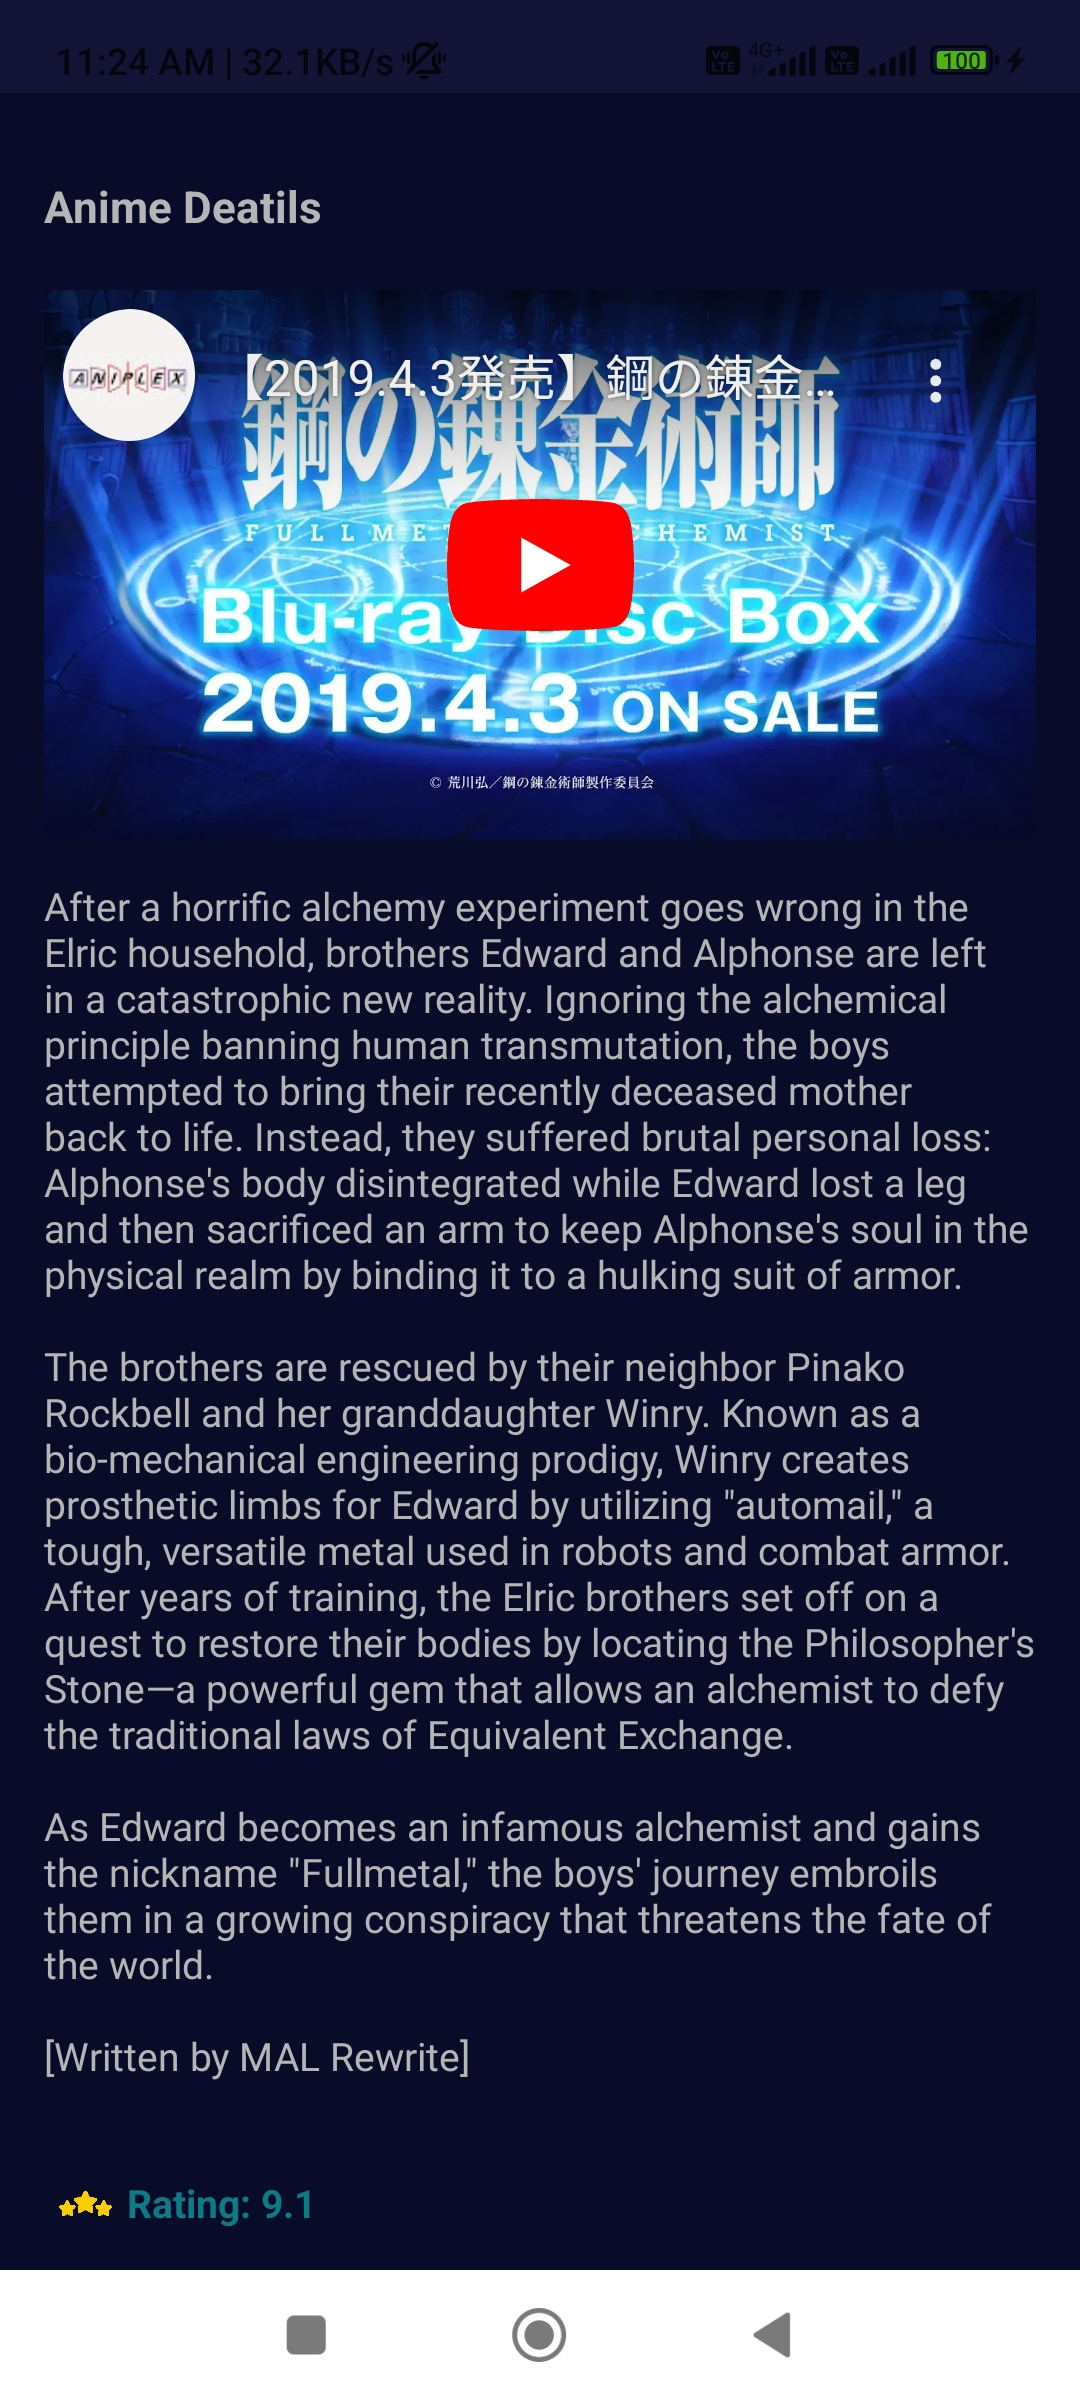 11:24 AM | 32.1KB/s
Vo LTE 4G+ Vo LTE 100
Anime Deatils
ANIPLEX
【2019.4.3発売】鋼の錬金...
鋼の錬金術師
FULLMET CHEMIST
Blu-ray Disc Box
2019.4.3 ON SALE
© 荒川弘／鋼の錬金術師製作委員会
After a horrific alchemy experiment goes wrong in the
Elric household, brothers Edward and Alphonse are left
in a catastrophic new reality. Ignoring the alchemical
principle banning human transmutation, the boys
attempted to bring their recently deceased mother
back to life. Instead, they suffered brutal personal loss:
Alphonse's body disintegrated while Edward lost a leg
and then sacrificed an arm to keep Alphonse's soul in the
physical realm by binding it to a hulking suit of armor.
The brothers are rescued by their neighbor Pinako
Rockbell and her granddaughter Winry. Known as a
bio-mechanical engineering prodigy, Winry creates
prosthetic limbs for Edward by utilizing "automail," a
tough, versatile metal used in robots and combat armor.
After years of training, the Elric brothers set off on a
quest to restore their bodies by locating the Philosopher's
Stone—a powerful gem that allows an alchemist to defy
the traditional laws of Equivalent Exchange.
As Edward becomes an infamous alchemist and gains
the nickname "Fullmetal," the boys' journey embroils
them in a growing conspiracy that threatens the fate of
the world.
[Written by MAL Rewrite]
Rating: 9.1